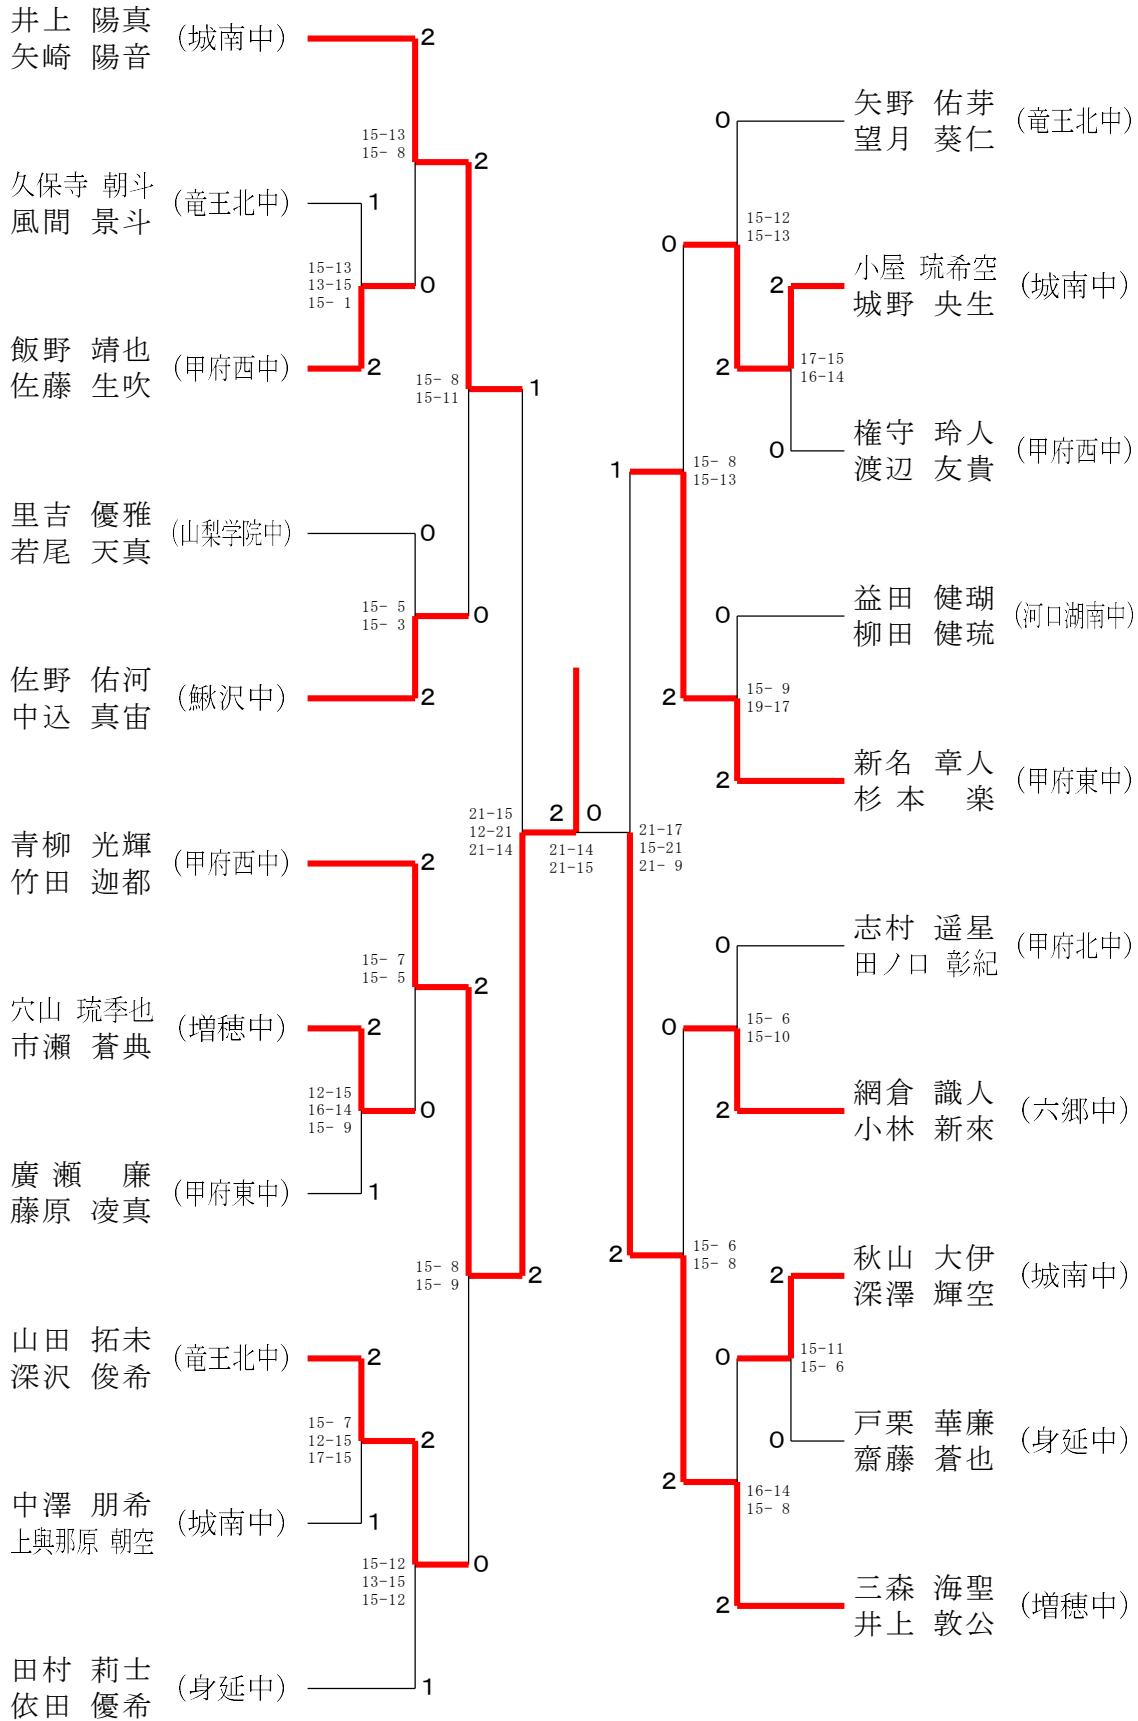 井上 陽真
矢崎 陽音
(城南中)
2
15-13
15- 8
2
久保寺 朝斗
風間 景斗
(竜王北中)
1
15-13
13-15
15- 1
0
飯野 靖也
佐藤 生吹
(甲府西中)
2
15- 8
15-11
1
里吉 優雅
若尾 天真
(山梨学院中)
0
15- 5
15- 3
0
佐野 佑河
中込 真宙
(鰍沢中)
2
21-15
12-21
21-14
2
0
21-14
21-15
青柳 光輝
竹田 迦都
(甲府西中)
2
15- 7
15- 5
2
穴山 琉季也
市瀬 蒼典
(増穂中)
2
12-15
16-14
15- 9
0
廣瀬 廉
藤原 凌真
(甲府東中)
1
15- 8
15- 9
2
山田 拓未
深沢 俊希
(竜王北中)
2
15- 7
12-15
17-15
2
中澤 朋希
上與那原 朝空
(城南中)
1
15-12
13-15
15-12
0
田村 莉士
依田 優希
(身延中)
1
0
矢野 佑芽
望月 葵仁
(竜王北中)
15-12
15-13
0
2
小屋 琉希空
城野 央生
(城南中)
2
17-15
16-14
0
権守 玲人
渡辺 友貴
(甲府西中)
1
15- 8
15-13
0
益田 健瑚
柳田 健琉
(河口湖南中)
2
15- 9
19-17
2
新名 章人
杉本 楽
(甲府東中)
21-17
15-21
21- 9
0
志村 遥星
田ノ口 彰紀
(甲府北中)
0
15- 6
15-10
2
網倉 識人
小林 新來
(六郷中)
2
15- 6
15- 8
2
秋山 大伊
深澤 輝空
(城南中)
0
15-11
15- 6
0
戸栗 華廉
齋藤 蒼也
(身延中)
2
16-14
15- 8
2
三森 海聖
井上 敦公
(増穂中)